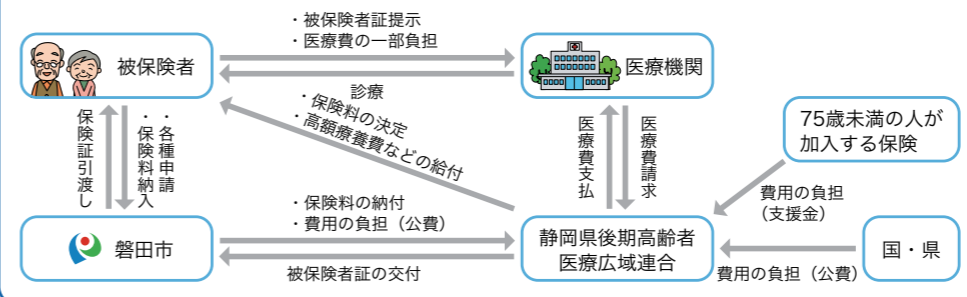 ・被保険者証提示
・医療費の一部負担
被保険者
医療機関
診療
・保険料の決定
・高額療養費などの給付
保険証引渡し
・各種申請
・保険料納入
医療費支払
医療費請求
75歳未満の人が
加入する保険
費用の負担
（支援金）
・保険料の納付
・費用の負担（公費）
磐田市
静岡県後期高齢者
医療広域連合
国・県
被保険者証の交付
費用の負担（公費）